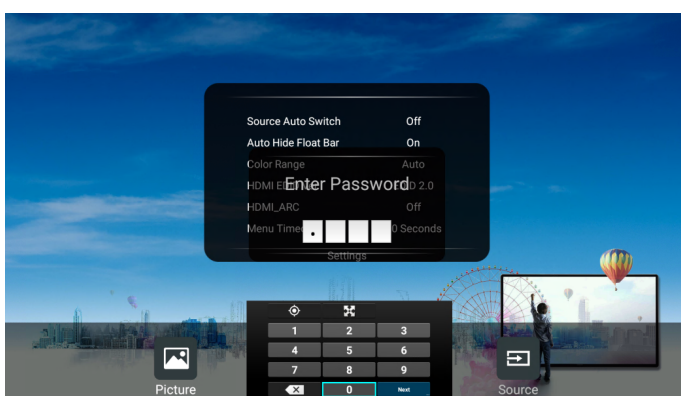 Source Auto Switch Off
Auto Hide Float Bar On
Color Range Auto
HDMI 2.0
Enter Password
HDMI_ARC Off
Menu 0 Seconds
Settings
1 2 3
4 5 6
7 8 9
0 Next
Picture
Source